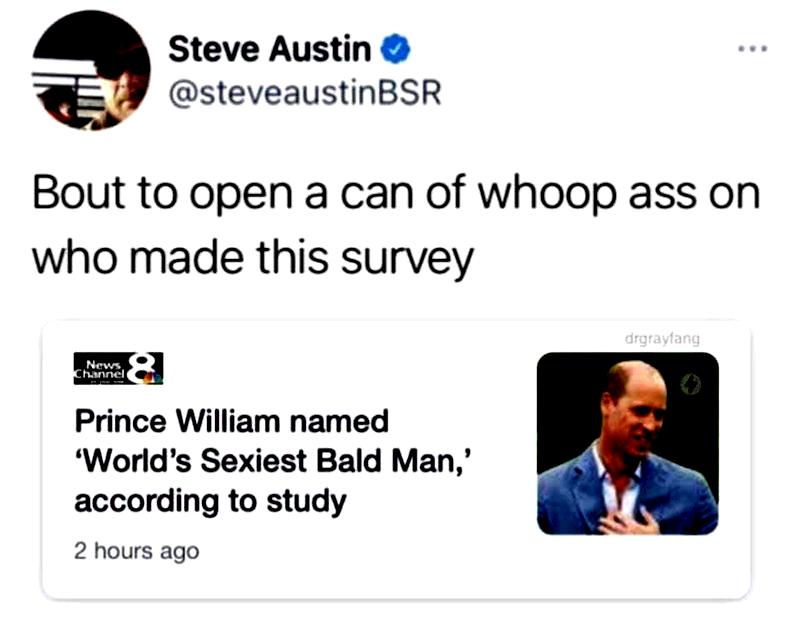 Steve Austin
@steveaustinBSR
Bout to open a can of whoop ass on
who made this survey
drgrayfang
News
Channel 8
Prince William named
‘World’s Sexiest Bald Man,’
according to study
2 hours ago